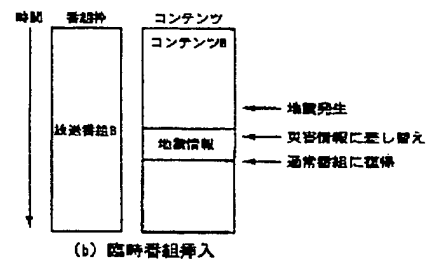 時間 番組枠 コンテンツ
コンテンツB
地震発生
放送番組B
災害情報に差し替え
地震情報
通常番組に復帰
(b) 臨時番組挿入